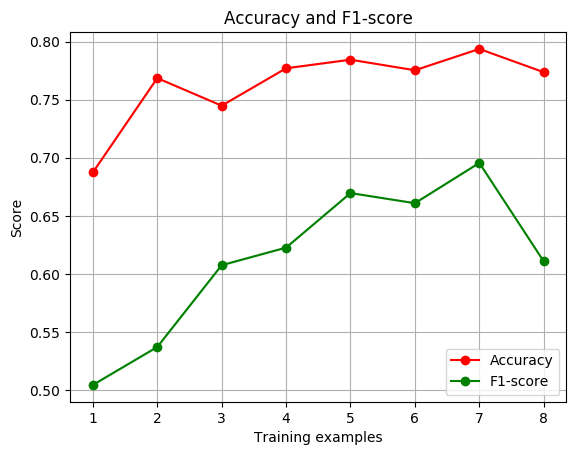 Accuracy and F1-score
0.80
0.75
0.70
0.65
0.60
0.55
0.50
Score
1 2 3 4 5 6 7 8
Training examples
Accuracy
F1-score